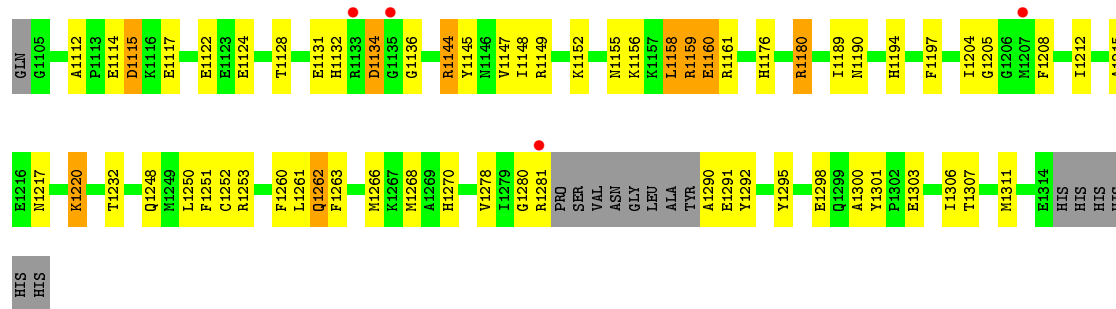 GLN G1105 A1112 P1113 E1114 D1115 K1116 E1117 E1122 E1123 E1124 T1128 E1131 H1132 R1133 D1134 G1135 G1136 R1144 Y1145 N1146 V1147 I1148 R1149 K1152 N1155 K1156 K1157 L1158 R1159 E1160 R1161 H1176 R1180 I1189 N1190 H1194 F1197 I1204 G1205 G1206 M1207 F1208 I1212
E1216 N1217 K1220 T1232 Q1248 M1249 L1250 F1251 C1252 R1253 F1260 L1261 Q1262 F1263 M1266 K1267 M1268 A1269 H1270 V1278 I1279 G1280 R1281 PRO SER VAL ASN GLY LEU ALA TYR A1290 E1291 Y1292 Y1295 E1298 Q1299 A1300 Y1301 P1302 E1303 I1306 T1307 M1311 E1314 HIS HIS HIS
HIS HIS